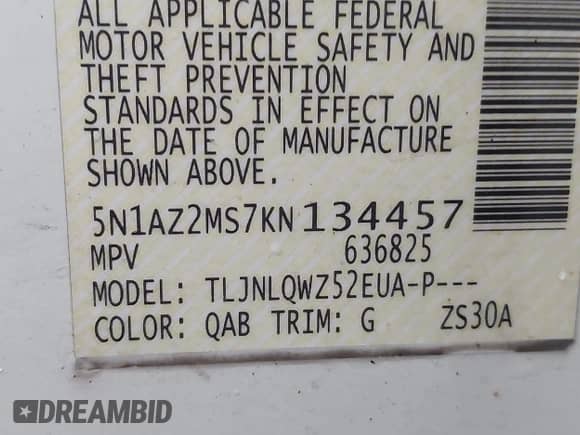 ALL APPLICABLE FEDERAL
MOTOR VEHICLE SAFETY AND
THEFT PREVENTION
STANDARDS IN EFFECT ON
THE DATE OF MANUFACTURE
SHOWN ABOVE.
5N1AZ2MS7KN134457
MPV 636825
MODEL: TLJNLQWZ52EUA-P---
COLOR: QAB TRIM: G ZS30A
DREAMBID